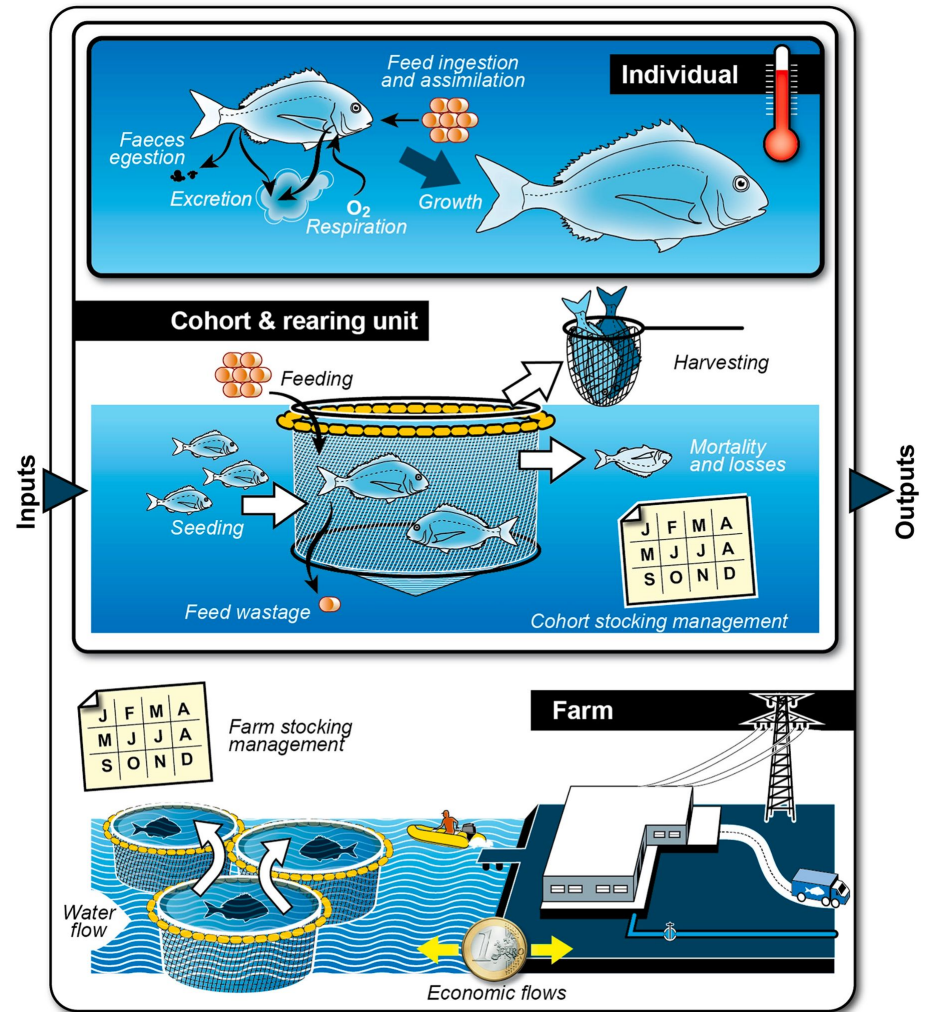 Individual
Feed ingestion
and assimilation
Faeces
egestion
Excretion
O2
Respiration
Growth
Cohort & rearing unit
Feeding
Harvesting
Seeding
Mortality
and losses
J F M A
M J J A
S O N D
Feed wastage
Cohort stocking management
Inputs
Outputs
J F M A
M J J A
S O N D
Farm stocking
management
Farm
Water
flow
1
Economic flows